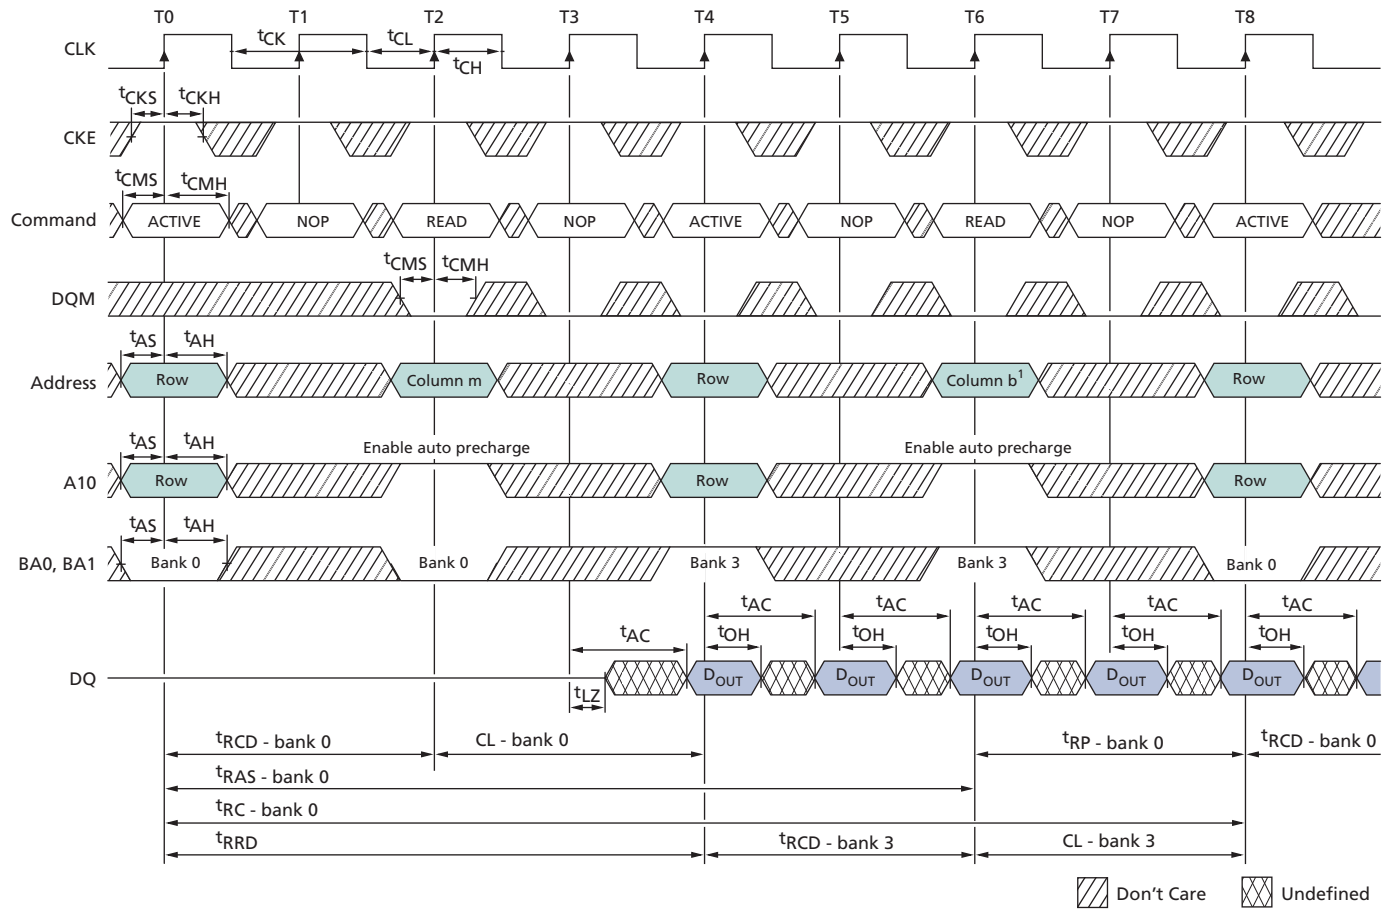 T0 T1 T2 T3 T4 T5 T6 T7 T8
CLK
tCK tCL
tCH
tCKS tCKH
CKE
tCMS tCMH
Command ACTIVE NOP READ NOP ACTIVE NOP READ NOP ACTIVE
tCMS tCMH
DQM
tAS tAH
Address Row Column m Row Column b1 Row
tAS tAH Enable auto precharge Enable auto precharge
A10 Row Row Row
tAS tAH
BA0, BA1 Bank 0 Bank 0 Bank 3 Bank 3 Bank 0
tAC tAC tAC tAC tAC
tAC tOH tOH tOH tOH tOH
DQ DOUT DOUT DOUT DOUT DOUT
tLZ
tRCD - bank 0 CL - bank 0 tRP - bank 0 tRCD - bank 0
tRAS - bank 0
tRC - bank 0
tRRD tRCD - bank 3 CL - bank 3
Don't Care Undefined